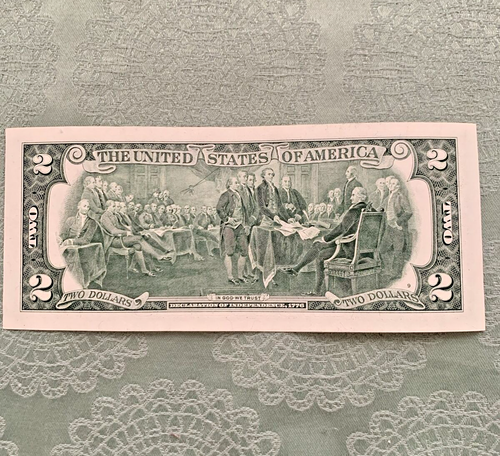 2 THE UNITED STATES OF AMERICA 2
TWO TWO
2 TWO DOLLARS IN GOD WE TRUST TWO DOLLARS 2
DECLARATION OF INDEPENDENCE, 1776